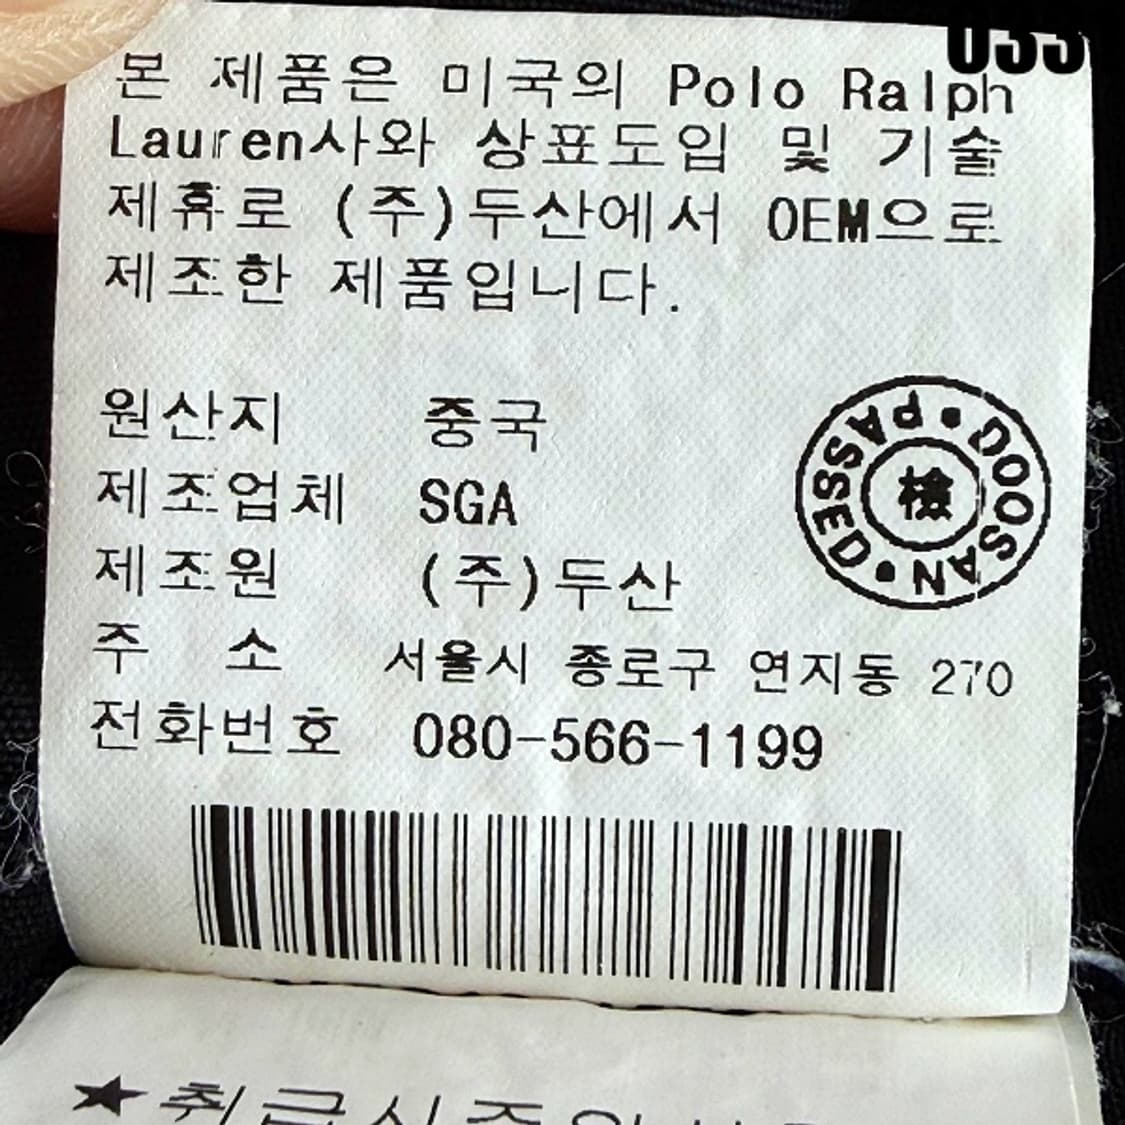 033
본 제품은 미국의 Polo Ralph
Lauren사와 상표도입 및 기술
제휴로 (주)두산에서 OEM으로
제조한 제품입니다.
원산지 중국
제조업체 SGA
제조원 (주)두산
주 소 서울시 종로구 연지동 270
전화번호 080-566-1199
DOOSAN • PASSED •
檢